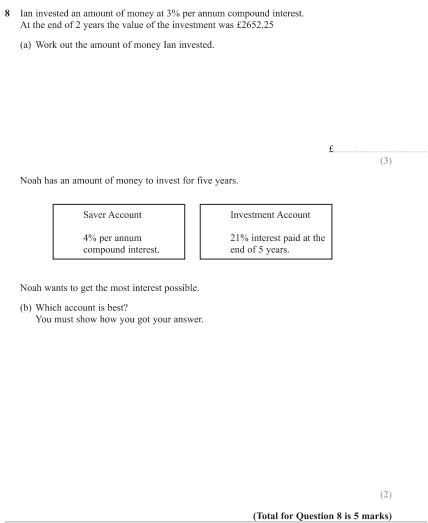 8 Ian invested an amount of money at 3% per annum compound interest.
At the end of 2 years the value of the investment was £2652.25
(a) Work out the amount of money Ian invested.
£
(3)
Noah has an amount of money to invest for five years.
Saver Account
4% per annum
compound interest.
Investment Account
21% interest paid at the
end of 5 years.
Noah wants to get the most interest possible.
(b) Which account is best?
You must show how you got your answer.
(2)
(Total for Question 8 is 5 marks)